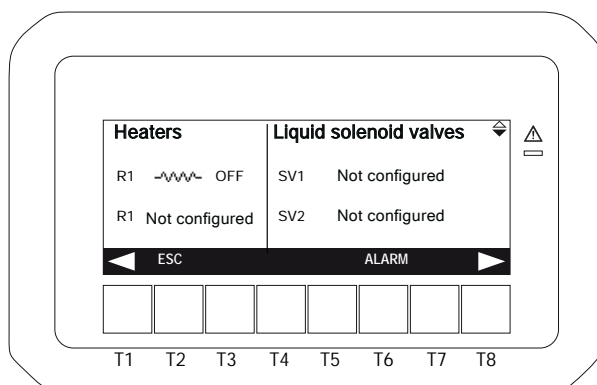 Heaters
Liquid solenoid valves
R1 OFF
SV1 Not configured
R1 Not configured
SV2 Not configured
ESC ALARM
T1 T2 T3 T4 T5 T6 T7 T8